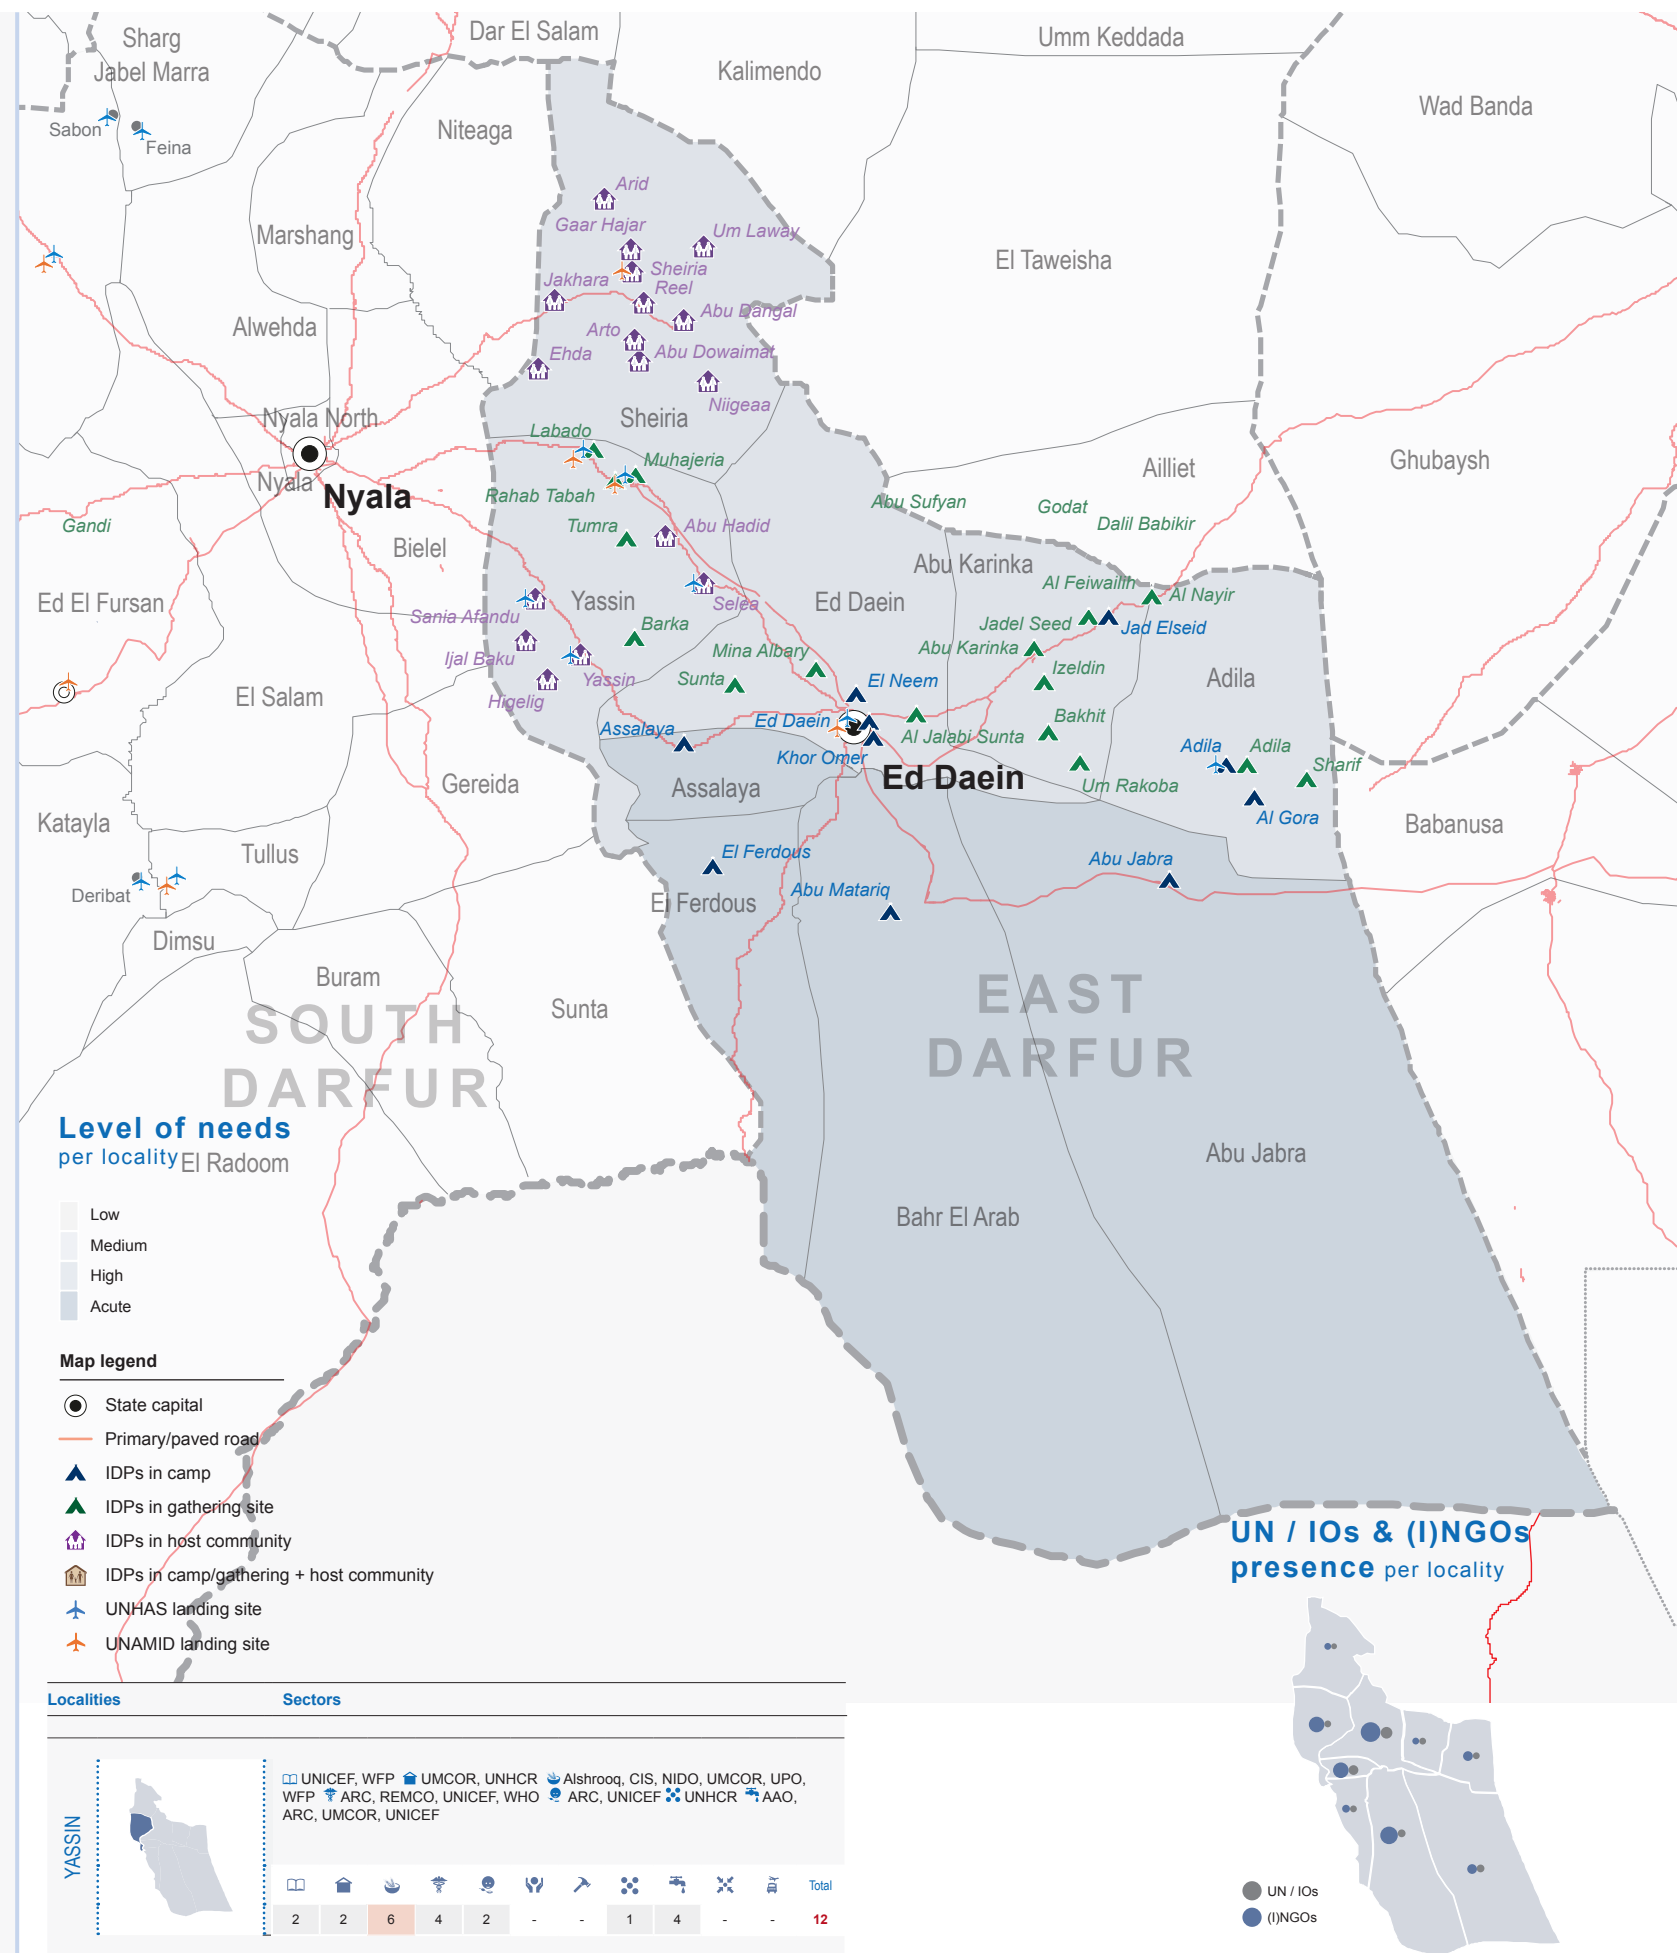 Sharg
Jabel Marra
Dar El Salam
Umm Keddada
Kalimendo
Wad Banda
Sabon
Feina
Niteaga
Arid
Gaar Hajar
Um Laway
Marshang
Sheiria
El Taweisha
Jakhara
Reel
Abu Dangal
Alwehda
Arto
Ehda
Abu Dowaimat
Niigeaa
Nyala North
Sheiria
Labado
Muhajeria
Ailliet
Ghubaysh
Nyala
Nyala
Rahab Tabah
Abu Sufyan
Godat
Dalil Babikir
Gandi
Tumra
Abu Hadid
Bielel
Abu Karinka
Al Feiwailih
Al Nayir
Ed El Fursan
Sania Afandu
Yassin
Selea
Ed Daein
Barka
Jadel Seed
Jad Elseid
Ijal Baku
Mina Albary
Abu Karinka
Izeldin
Yassin
Sunta
El Neem
Adila
Higelig
El Salam
Assalaya
Ed Daein
Al Jalabi Sunta
Bakhit
Khor Omer
Adila
Adila
Sharif
Gereida
Assalaya
Ed Daein
Um Rakoba
Al Gora
Katayla
Babanusa
Tullus
El Ferdous
Abu Jabra
Deribat
Abu Matariq
El Ferdous
Dimsu
Buram
Sunta
SOUTH
DARFUR
EAST
DARFUR
Level of needs
per locality
El Radoom
Abu Jabra
Bahr El Arab
Low
Medium
High
Acute
Map legend
State capital
Primary/paved road
IDPs in camp
IDPs in gathering site
IDPs in host community
IDPs in camp/gathering + host community
UNHAS landing site
UNAMID landing site
UN / IOs & (I)NGOs
presence per locality
UN / IOs
(I)NGOs
Localities Sectors
YASSIN
UNICEF, WFP UMCOR, UNHCR Alshrooq, CIS, NIDO, UMCOR, UPO,
WFP ARC, REMCO, UNICEF, WHO ARC, UNICEF UNHCR AAO,
ARC, UMCOR, UNICEF
Total
2 2 6 4 2 - - 1 4 - - 12